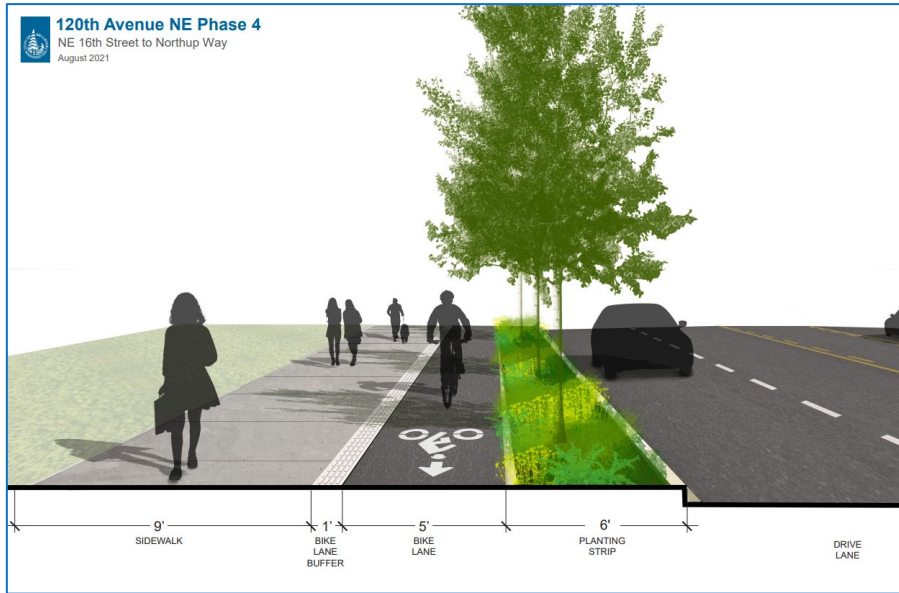 120th Avenue NE Phase 4
NE 16th Street to Northup Way
August 2021
9'
SIDEWALK
1'
BIKE
LANE
BUFFER
5'
BIKE
LANE
6'
PLANTING
STRIP
DRIVE
LANE